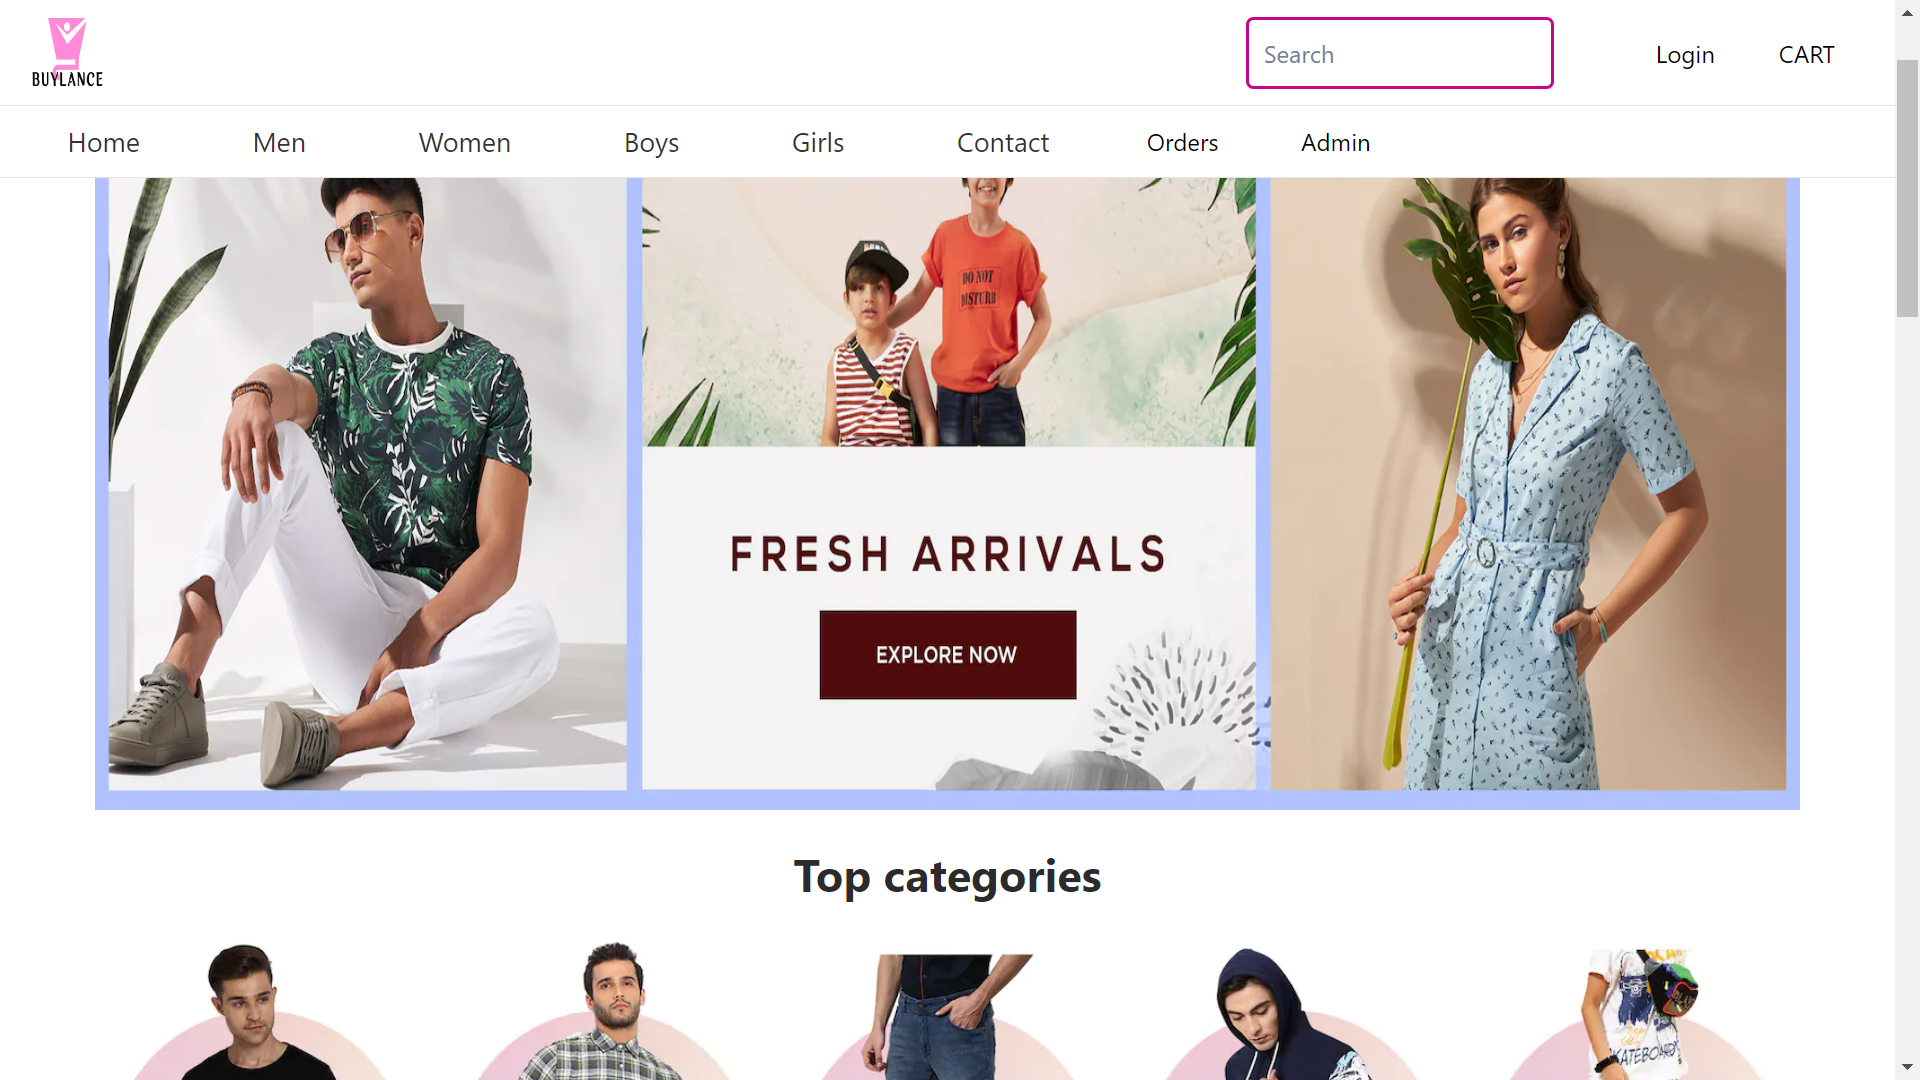 BUYLANCE
Search
Login
CART
Home
Men
Women
Boys
Girls
Contact
Orders
Admin
DO NOT
DISTURB
FRESH ARRIVALS
EXPLORE NOW
Top categories